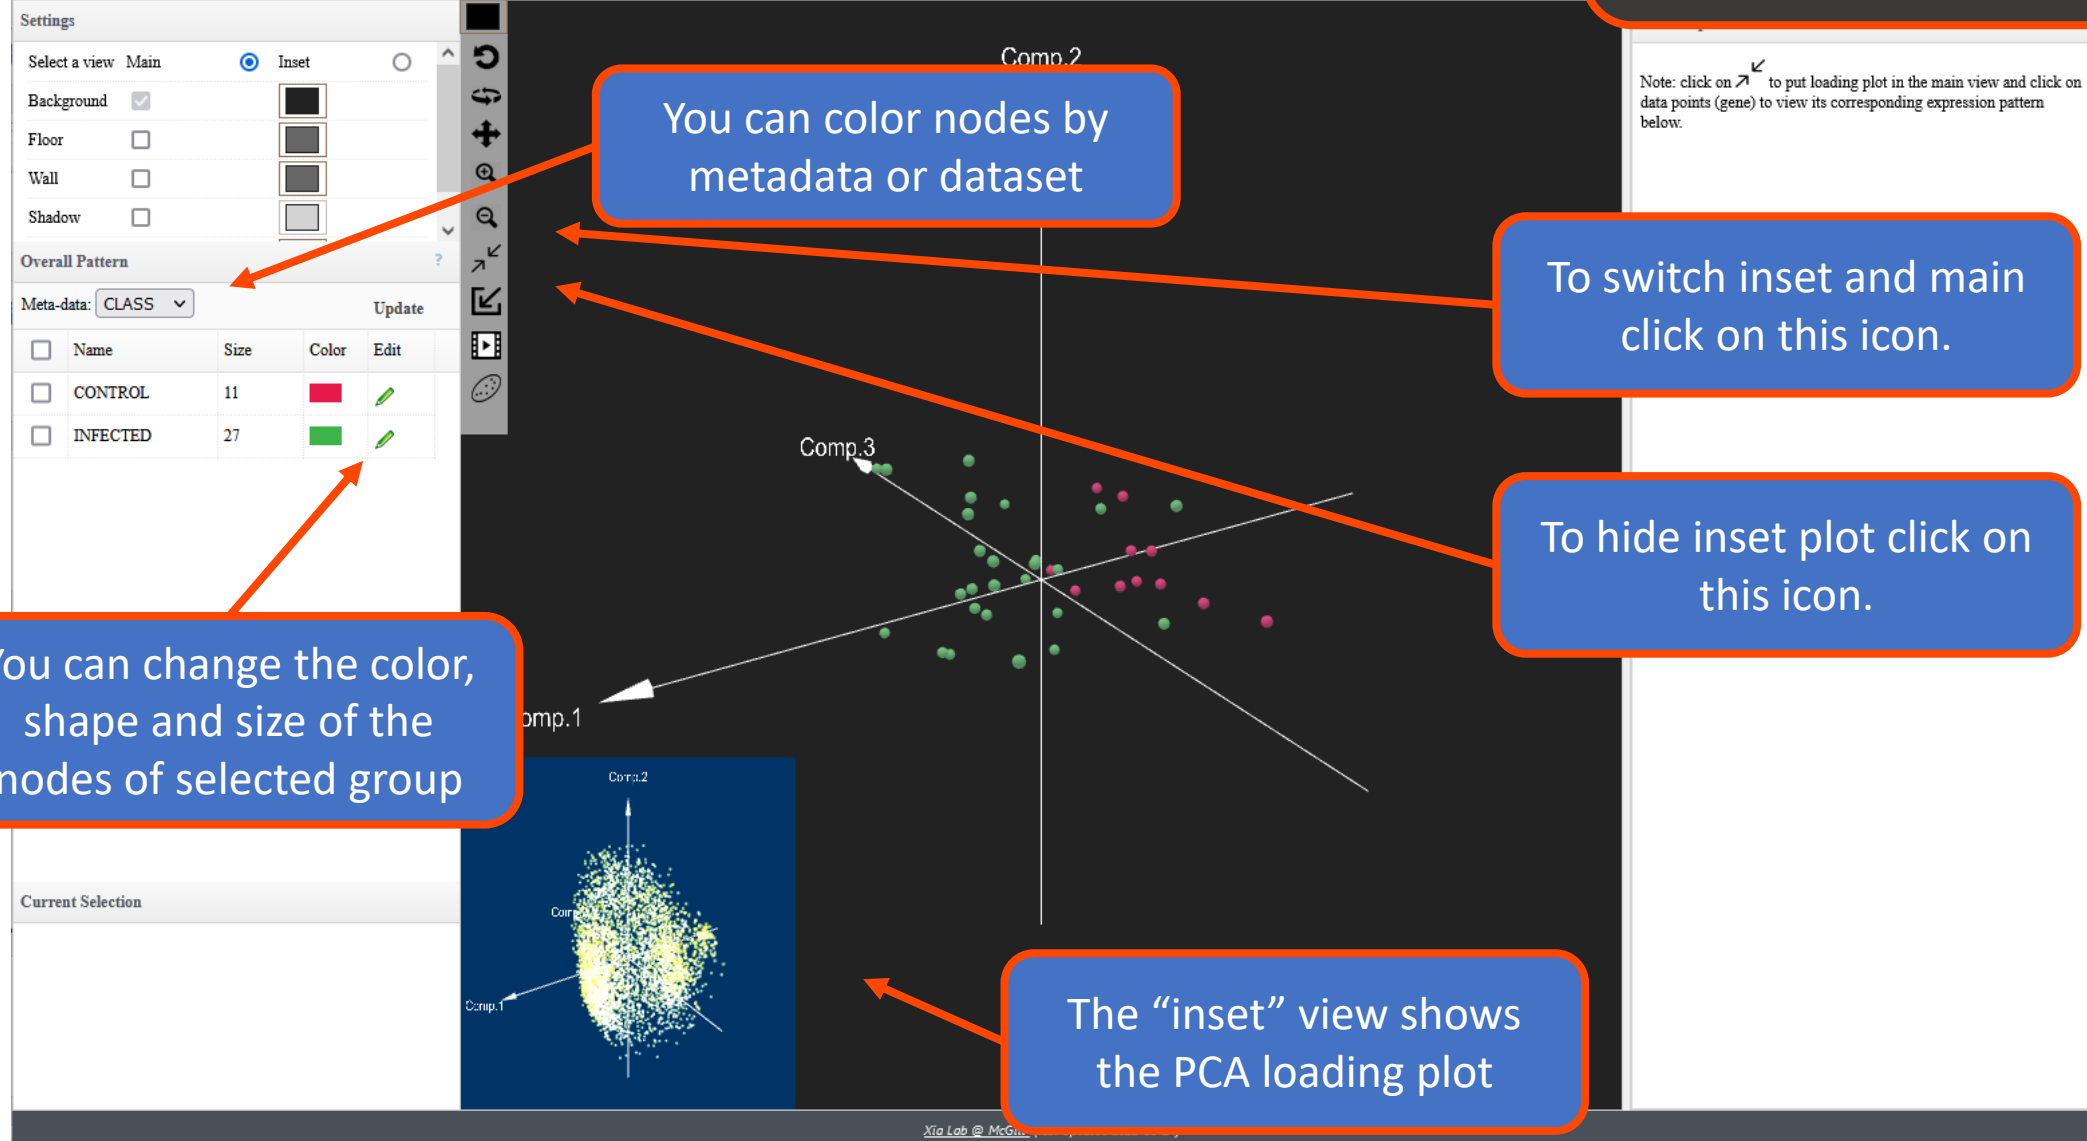 Settings
Select a view Main Inset
Background
Floor
Wall
Shadow
Overall Pattern ?
Meta-data: CLASS Update
Name Size Color Edit
CONTROL 11
INFECTED 27
Current Selection
You can color nodes by
metadata or dataset
You can change the color,
shape and size of the
nodes of selected group
Comp.2
Comp.3
omp.1
Comp.2
Comp.1
The “inset” view shows
the PCA loading plot
Note: click on to put loading plot in the main view and click on
data points (gene) to view its corresponding expression pattern
below.
To switch inset and main
click on this icon.
To hide inset plot click on
this icon.
Xia Lab @